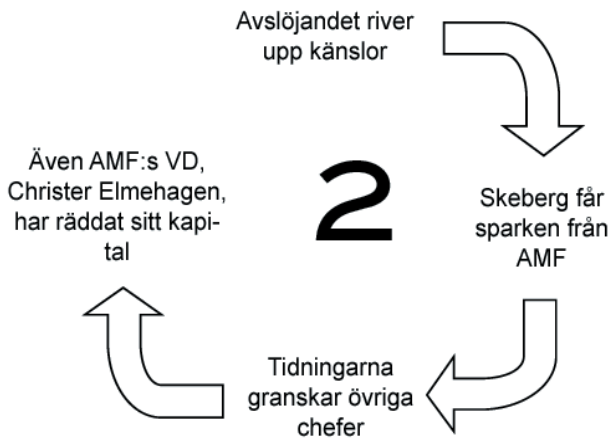 Avslöjandet river
upp känslor
2
Skeberg får
sparken från
AMF
Tidningarna
granskar övriga
chefer
Även AMF:s VD,
Christer Elmehagen,
har räddat sitt kapi-
tal